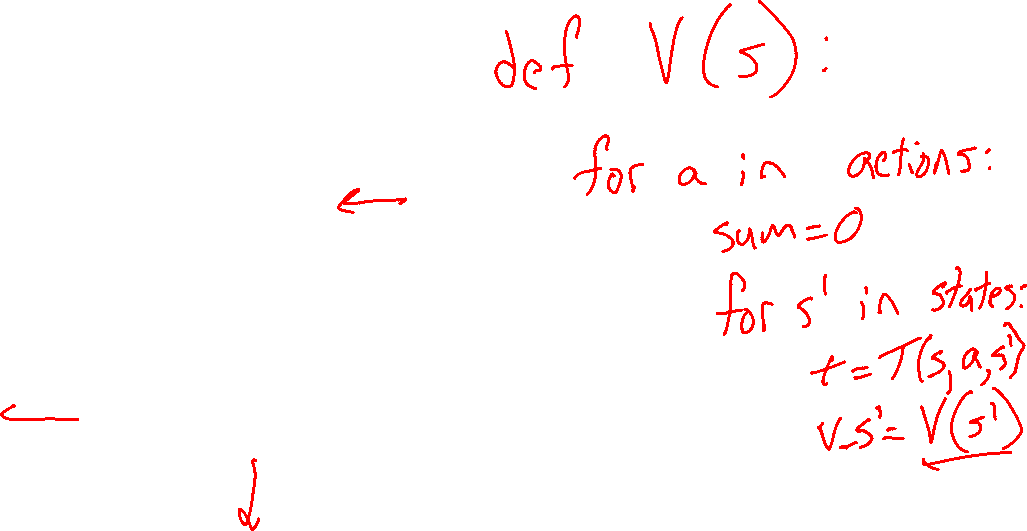 def V(s):
for a in actions:
sum=0
for s' in states:
t=T(s,a,s')
v_s'=V(s')